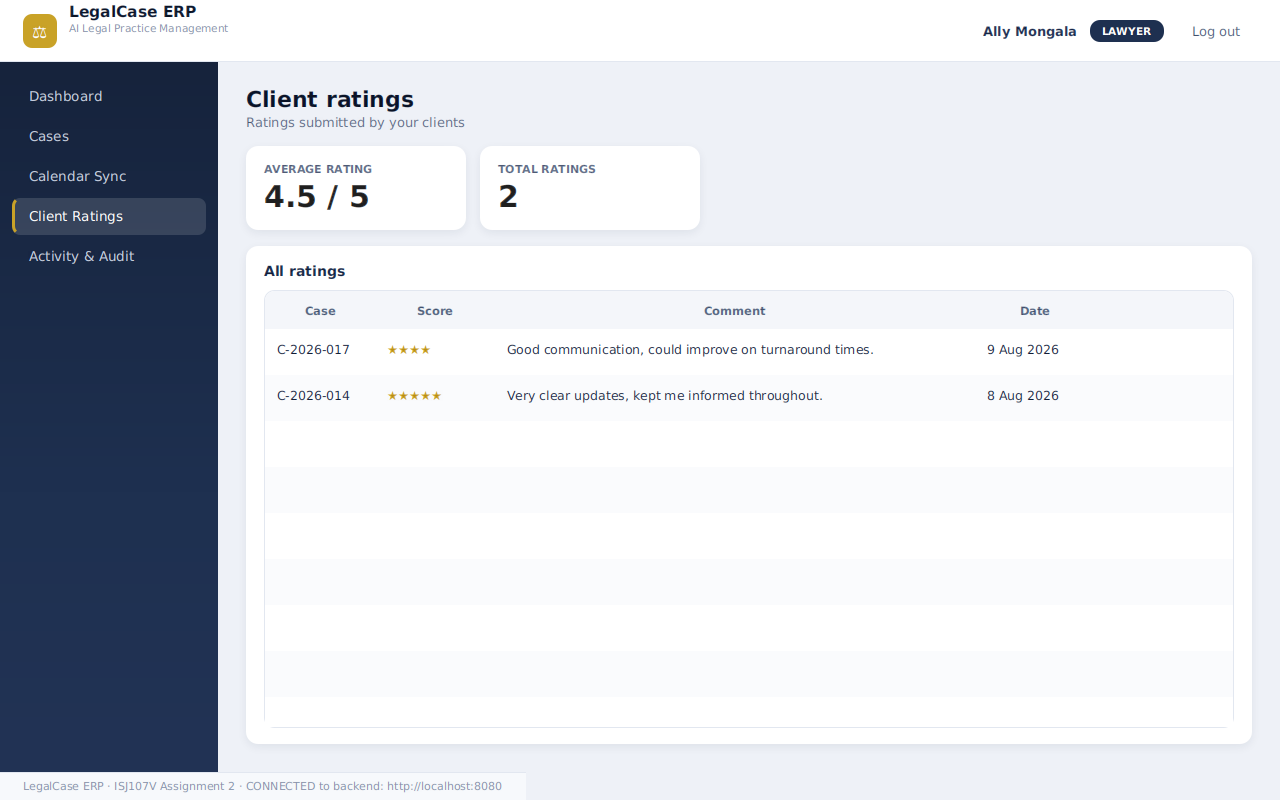 LegalCase ERP
AI Legal Practice Management
Ally Mongala LAWYER Log out
Dashboard
Cases
Calendar Sync
Client Ratings
Activity & Audit
Client ratings
Ratings submitted by your clients
AVERAGE RATING
4.5 / 5
TOTAL RATINGS
2
All ratings
Case Score Comment Date
C-2026-017 ★★★★ Good communication, could improve on turnaround times. 9 Aug 2026
C-2026-014 ★★★★★ Very clear updates, kept me informed throughout. 8 Aug 2026
LegalCase ERP · ISJ107V Assignment 2 · CONNECTED to backend: http://localhost:8080